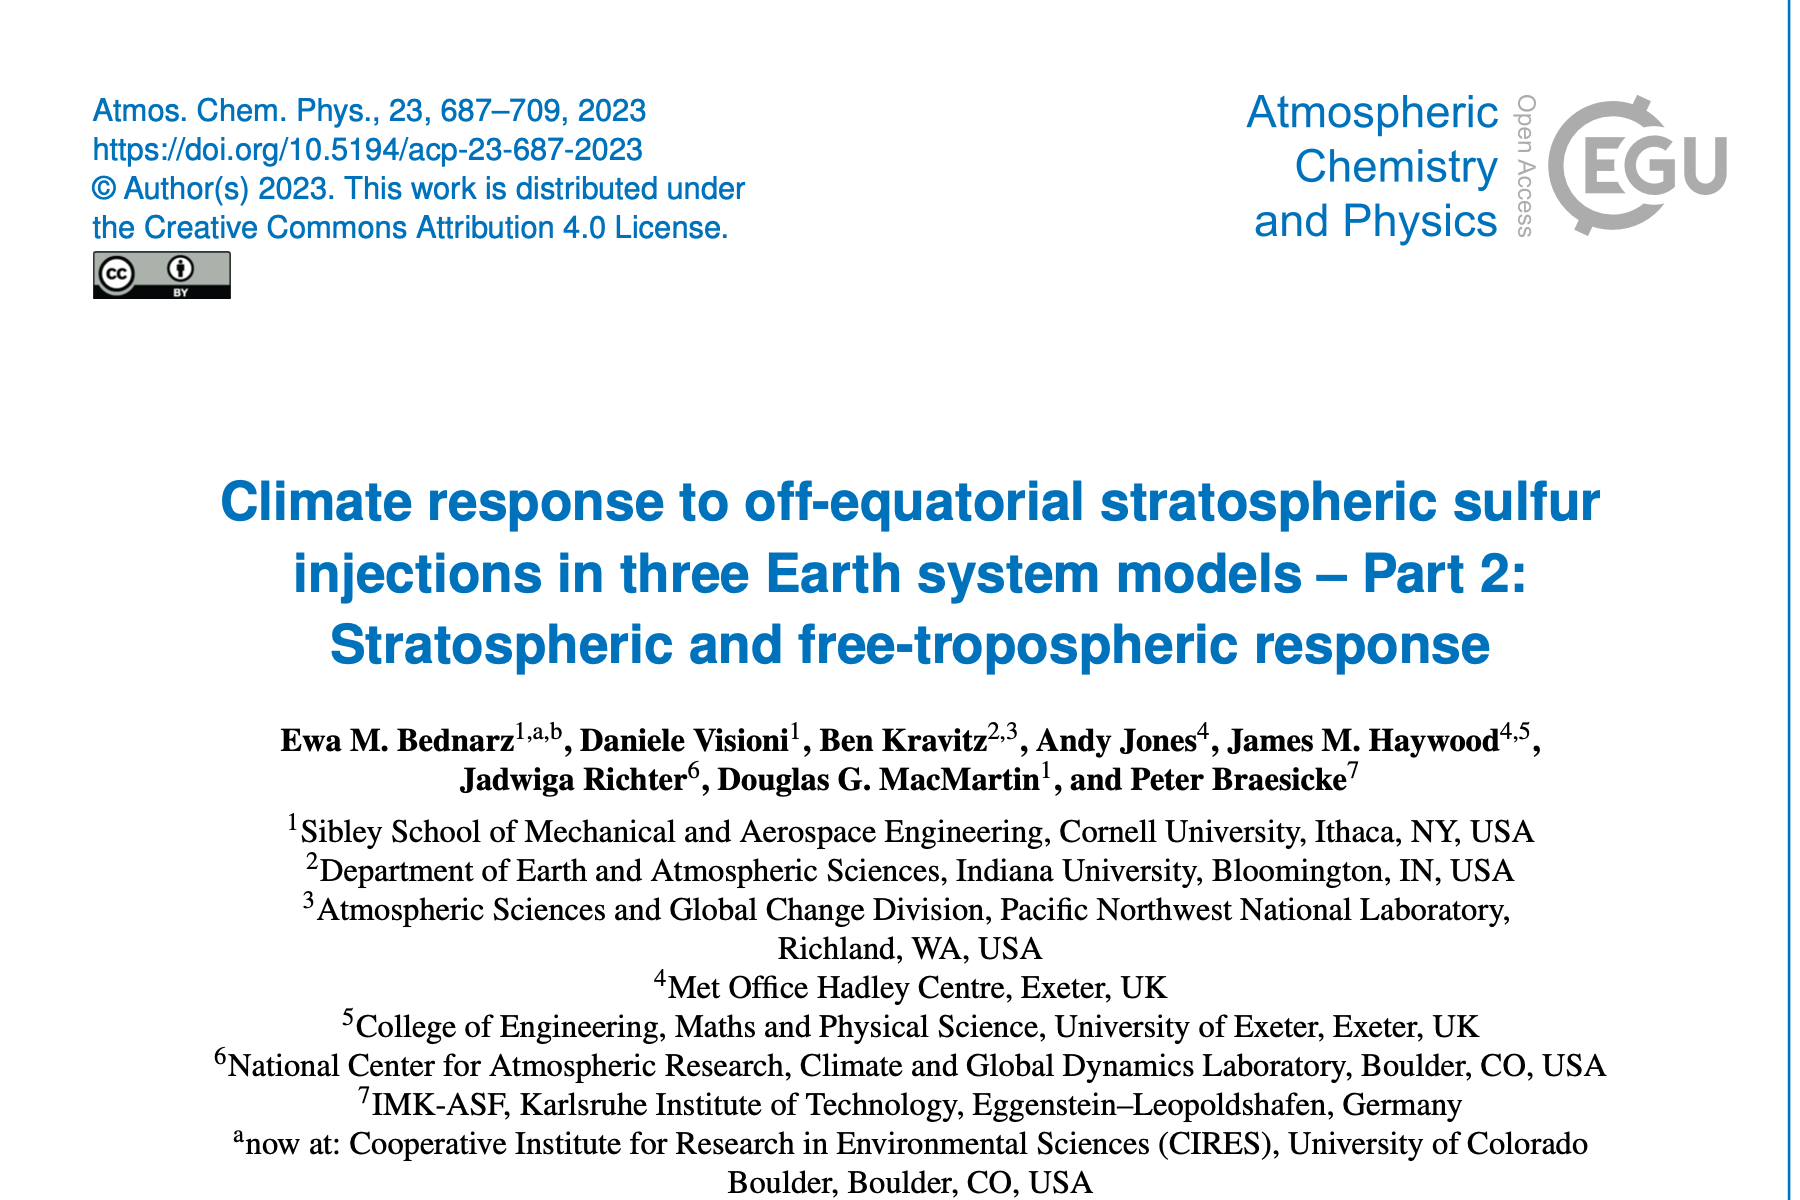 Atmos. Chem. Phys., 23, 687–709, 2023
https://doi.org/10.5194/acp-23-687-2023
© Author(s) 2023. This work is distributed under
the Creative Commons Attribution 4.0 License.
cc BY
Atmospheric
Chemistry
and Physics
Open Access
EGU
Climate response to off-equatorial stratospheric sulfur
injections in three Earth system models – Part 2:
Stratospheric and free-tropospheric response
Ewa M. Bednarz1,a,b, Daniele Visioni1, Ben Kravitz2,3, Andy Jones4, James M. Haywood4,5,
Jadwiga Richter6, Douglas G. MacMartin1, and Peter Braesicke7
1Sibley School of Mechanical and Aerospace Engineering, Cornell University, Ithaca, NY, USA
2Department of Earth and Atmospheric Sciences, Indiana University, Bloomington, IN, USA
3Atmospheric Sciences and Global Change Division, Pacific Northwest National Laboratory,
Richland, WA, USA
4Met Office Hadley Centre, Exeter, UK
5College of Engineering, Maths and Physical Science, University of Exeter, Exeter, UK
6National Center for Atmospheric Research, Climate and Global Dynamics Laboratory, Boulder, CO, USA
7IMK-ASF, Karlsruhe Institute of Technology, Eggenstein–Leopoldshafen, Germany
anow at: Cooperative Institute for Research in Environmental Sciences (CIRES), University of Colorado
Boulder, Boulder, CO, USA